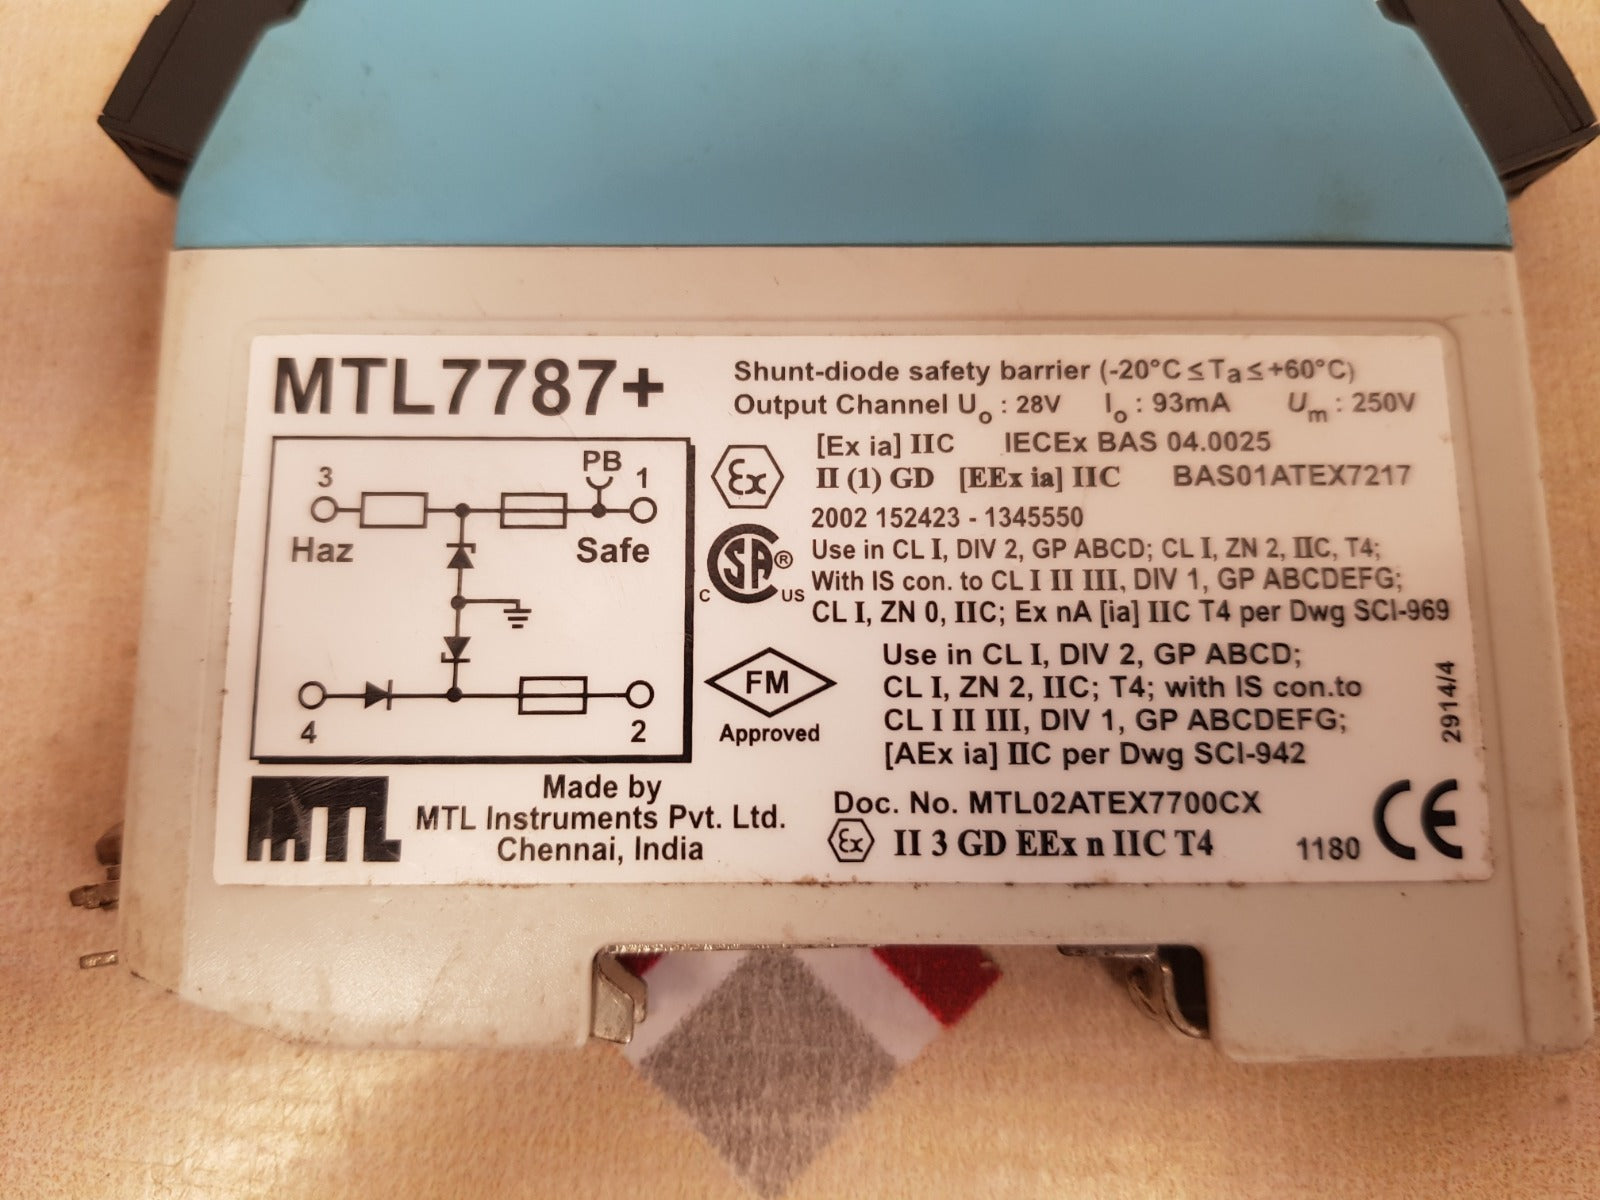 MTL7787+
Shunt-diode safety barrier (-20°C ≤ Ta ≤ +60°C)
Output Channel Uo : 28V Io : 93mA Um : 250V
[Ex ia] IIC IECEx BAS 04.0025
Ex II (1) GD [EEx ia] IIC BAS01ATEX7217
2002 152423 - 1345550
Use in CL I, DIV 2, GP ABCD; CL I, ZN 2, IIC, T4;
With IS con. to CL I II III, DIV 1, GP ABCDEFG;
CL I, ZN 0, IIC; Ex nA [ia] IIC T4 per Dwg SCI-969
C SA ® US
3 PB 1
Haz Safe
4 2
FM
Approved
Use in CL I, DIV 2, GP ABCD;
CL I, ZN 2, IIC; T4; with IS con.to
CL I II III, DIV 1, GP ABCDEFG;
[AEx ia] IIC per Dwg SCI-942
2914/4
MTL
Made by
MTL Instruments Pvt. Ltd.
Chennai, India
Doc. No. MTL02ATEX7700CX
Ex II 3 GD EEx n IIC T4
1180 CE